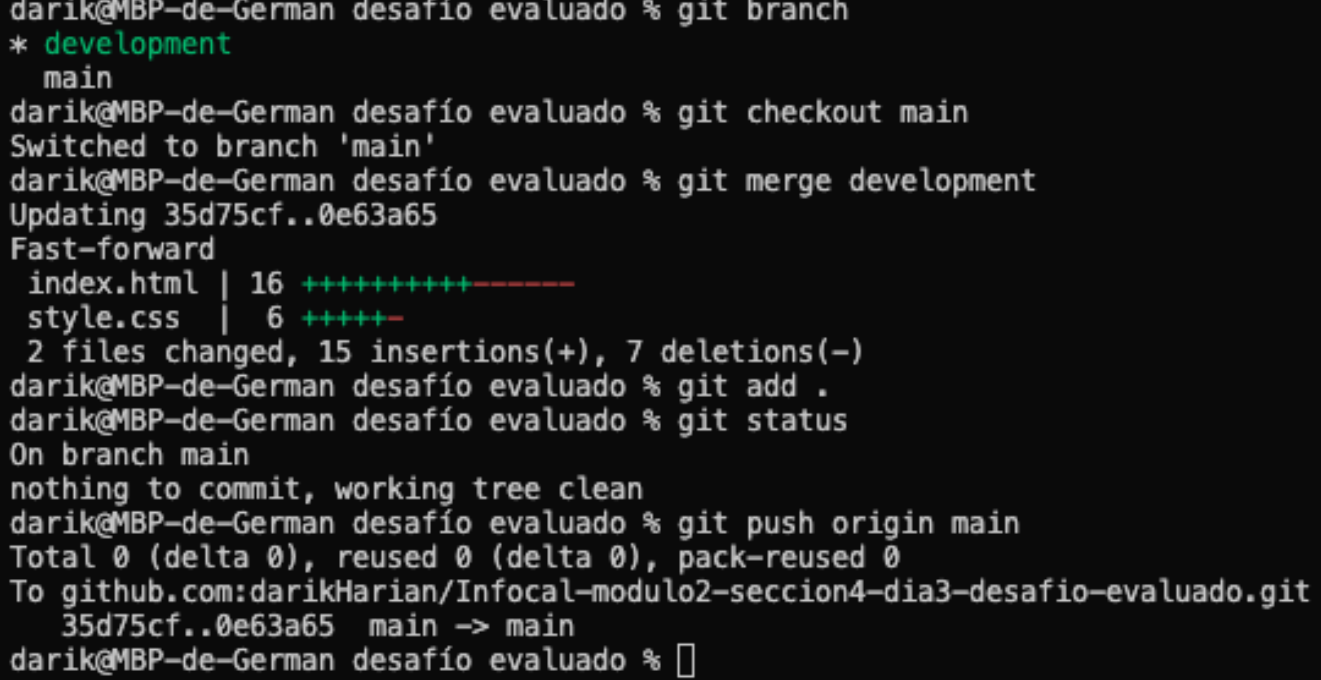 darik@MBP-de-German desafío evaluado % git branch
* development
  main
darik@MBP-de-German desafío evaluado % git checkout main
Switched to branch 'main'
darik@MBP-de-German desafío evaluado % git merge development
Updating 35d75cf..0e63a65
Fast-forward
 index.html | 16 ++++++++++------
 style.css  |  6 +++++-
 2 files changed, 15 insertions(+), 7 deletions(-)
darik@MBP-de-German desafío evaluado % git add .
darik@MBP-de-German desafío evaluado % git status
On branch main
nothing to commit, working tree clean
darik@MBP-de-German desafío evaluado % git push origin main
Total 0 (delta 0), reused 0 (delta 0), pack-reused 0
To github.com:darikHarian/Infocal-modulo2-seccion4-dia3-desafio-evaluado.git
   35d75cf..0e63a65  main -> main
darik@MBP-de-German desafío evaluado %